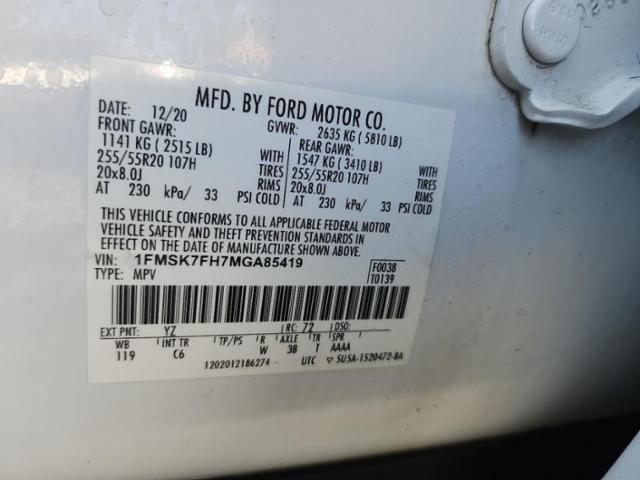 MFD. BY FORD MOTOR CO.
DATE: 12/20 GVWR: 2635 KG ( 5810 LB)
FRONT GAWR: REAR GAWR:
1141 KG ( 2515 LB) WITH 1547 KG ( 3410 LB) WITH
255/55R20 107H TIRES 255/55R20 107H TIRES
20x8.0J RIMS 20x8.0J RIMS
AT 230 kPa/ 33 PSI COLD AT 230 kPa/ 33 PSI COLD
THIS VEHICLE CONFORMS TO ALL APPLICABLE FEDERAL MOTOR
VEHICLE SAFETY AND THEFT PREVENTION STANDARDS IN
EFFECT ON THE DATE OF MANUFACTURE SHOWN ABOVE.
VIN: 1FMSK7FH7MGA85419 F0038
TYPE: MPV T0139
EXT PNT: YZ RC: 72 DSO:
WB INT TR TP/PS R AXLE TR SPR
119 C6 W 3B T AAAA
1202012186274 UTC ▽ 5U5A-1520472-BA